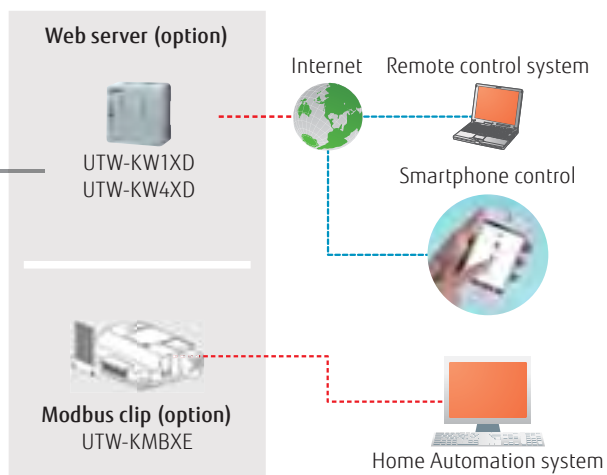 Web server (option)
Internet
Remote control system
UTW-KW1XD
UTW-KW4XD
Smartphone control
Modbus clip (option)
UTW-KMBXE
Home Automation system